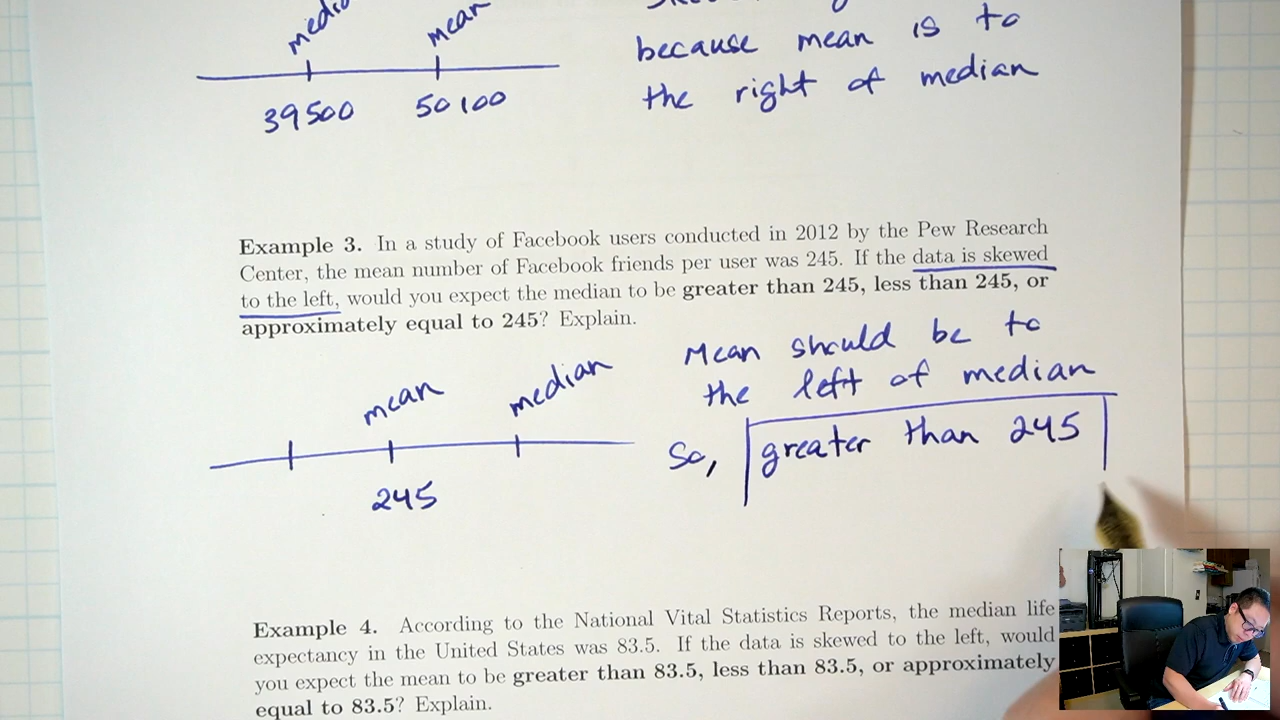 mean
because mean is to
the right of median
39500 50100
Example 3. In a study of Facebook users conducted in 2012 by the Pew Research
Center, the mean number of Facebook friends per user was 245. If the data is skewed
to the left, would you expect the median to be greater than 245, less than 245, or
approximately equal to 245? Explain.
Mean should be to
the left of median
mean median
So, greater than 245
245
Example 4. According to the National Vital Statistics Reports, the median life
expectancy in the United States was 83.5. If the data is skewed to the left, would
you expect the mean to be greater than 83.5, less than 83.5, or approximately
equal to 83.5? Explain.